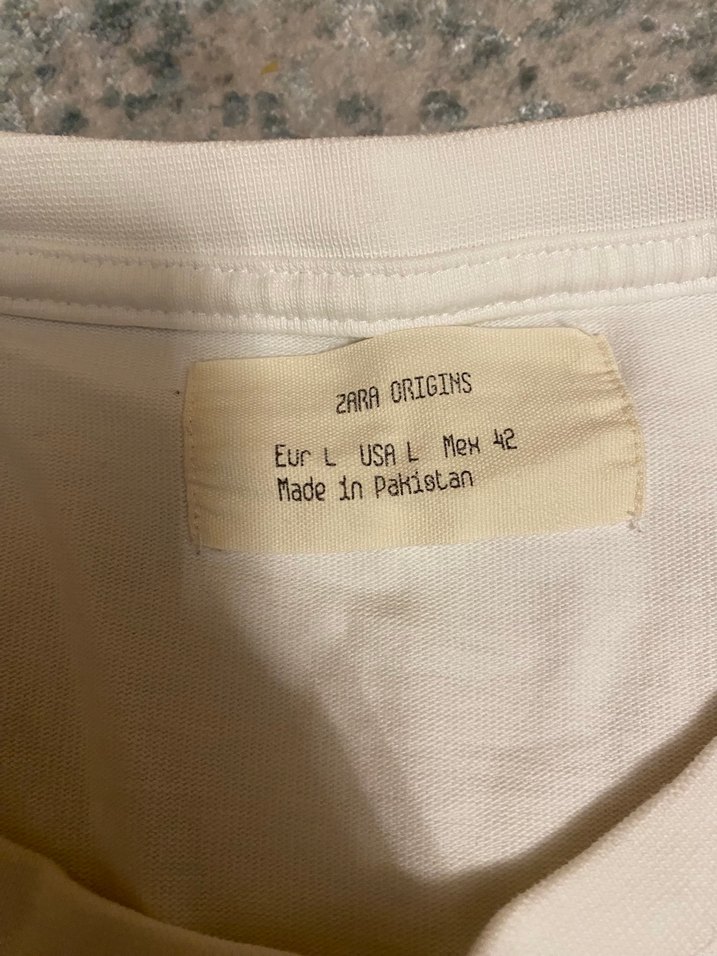 ZARA ORIGINS
Eur L USA L Mex 42
Made in Pakistan